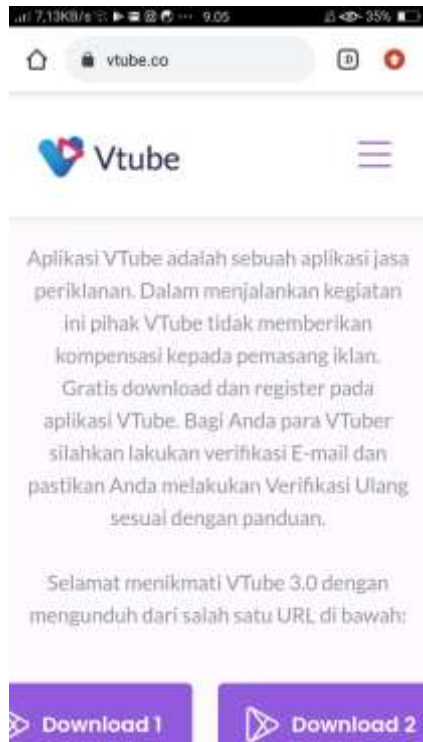 7,13KB/s ... 9.05 35%
vtube.co
Vtube
Aplikasi VTube adalah sebuah aplikasi jasa
periklanan. Dalam menjalankan kegiatan
ini pihak VTube tidak memberikan
kompensasi kepada pemasang iklan.
Gratis download dan register pada
aplikasi VTube. Bagi Anda para VTuber
silahkan lakukan verifikasi E-mail dan
pastikan Anda melakukan Verifikasi Ulang
sesuai dengan panduan.
Selamat menikmati VTube 3.0 dengan
mengunduh dari salah satu URL di bawah:
Download 1 Download 2